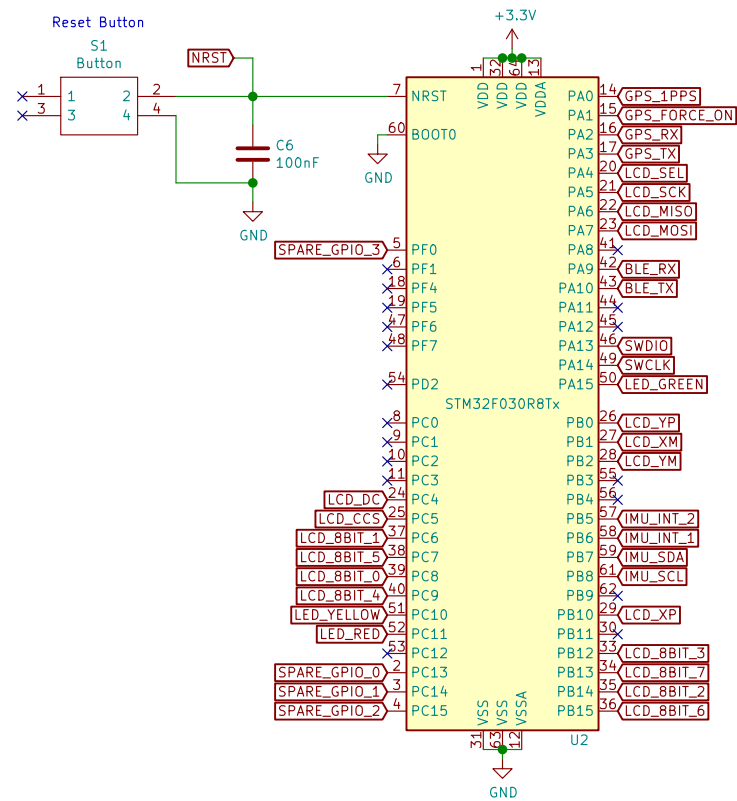 +3.3V
Reset Button
S1
Button
NRST
1 1 2 2
3 3 4 4
C6
100nF
GND
1 32 64 13
VDD VDD VDD VDDA
7 NRST
60 BOOT0
GND
SPARE_GPIO_3 5 PF0
6 PF1
18 PF4
19 PF5
47 PF6
48 PF7
54 PD2
STM32F030R8Tx
8 PC0
9 PC1
10 PC2
11 PC3
LCD_DC 24 PC4
LCD_CCS 25 PC5
LCD_8BIT_1 37 PC6
LCD_8BIT_5 38 PC7
LCD_8BIT_0 39 PC8
LCD_8BIT_4 40 PC9
LED_YELLOW 51 PC10
LED_RED 52 PC11
53 PC12
SPARE_GPIO_0 2 PC13
SPARE_GPIO_1 3 PC14
SPARE_GPIO_2 4 PC15
PA0 14 GPS_1PPS
PA1 15 GPS_FORCE_ON
PA2 16 GPS_RX
PA3 17 GPS_TX
PA4 20 LCD_SEL
PA5 21 LCD_SCK
PA6 22 LCD_MISO
PA7 23 LCD_MOSI
PA8 41
PA9 42 BLE_RX
PA10 43 BLE_TX
PA11 44
PA12 45
PA13 46 SWDIO
PA14 49 SWCLK
PA15 50 LED_GREEN
PB0 26 LCD_YP
PB1 27 LCD_XM
PB2 28 LCD_YM
PB3 55
PB4 56
PB5 57 IMU_INT_2
PB6 58 IMU_INT_1
PB7 59 IMU_SDA
PB8 61 IMU_SCL
PB9 62
PB10 29 LCD_XP
PB11 30
PB12 33 LCD_8BIT_3
PB13 34 LCD_8BIT_7
PB14 35 LCD_8BIT_2
PB15 36 LCD_8BIT_6
VSS VSS VSSA
31 63 12
U2
GND